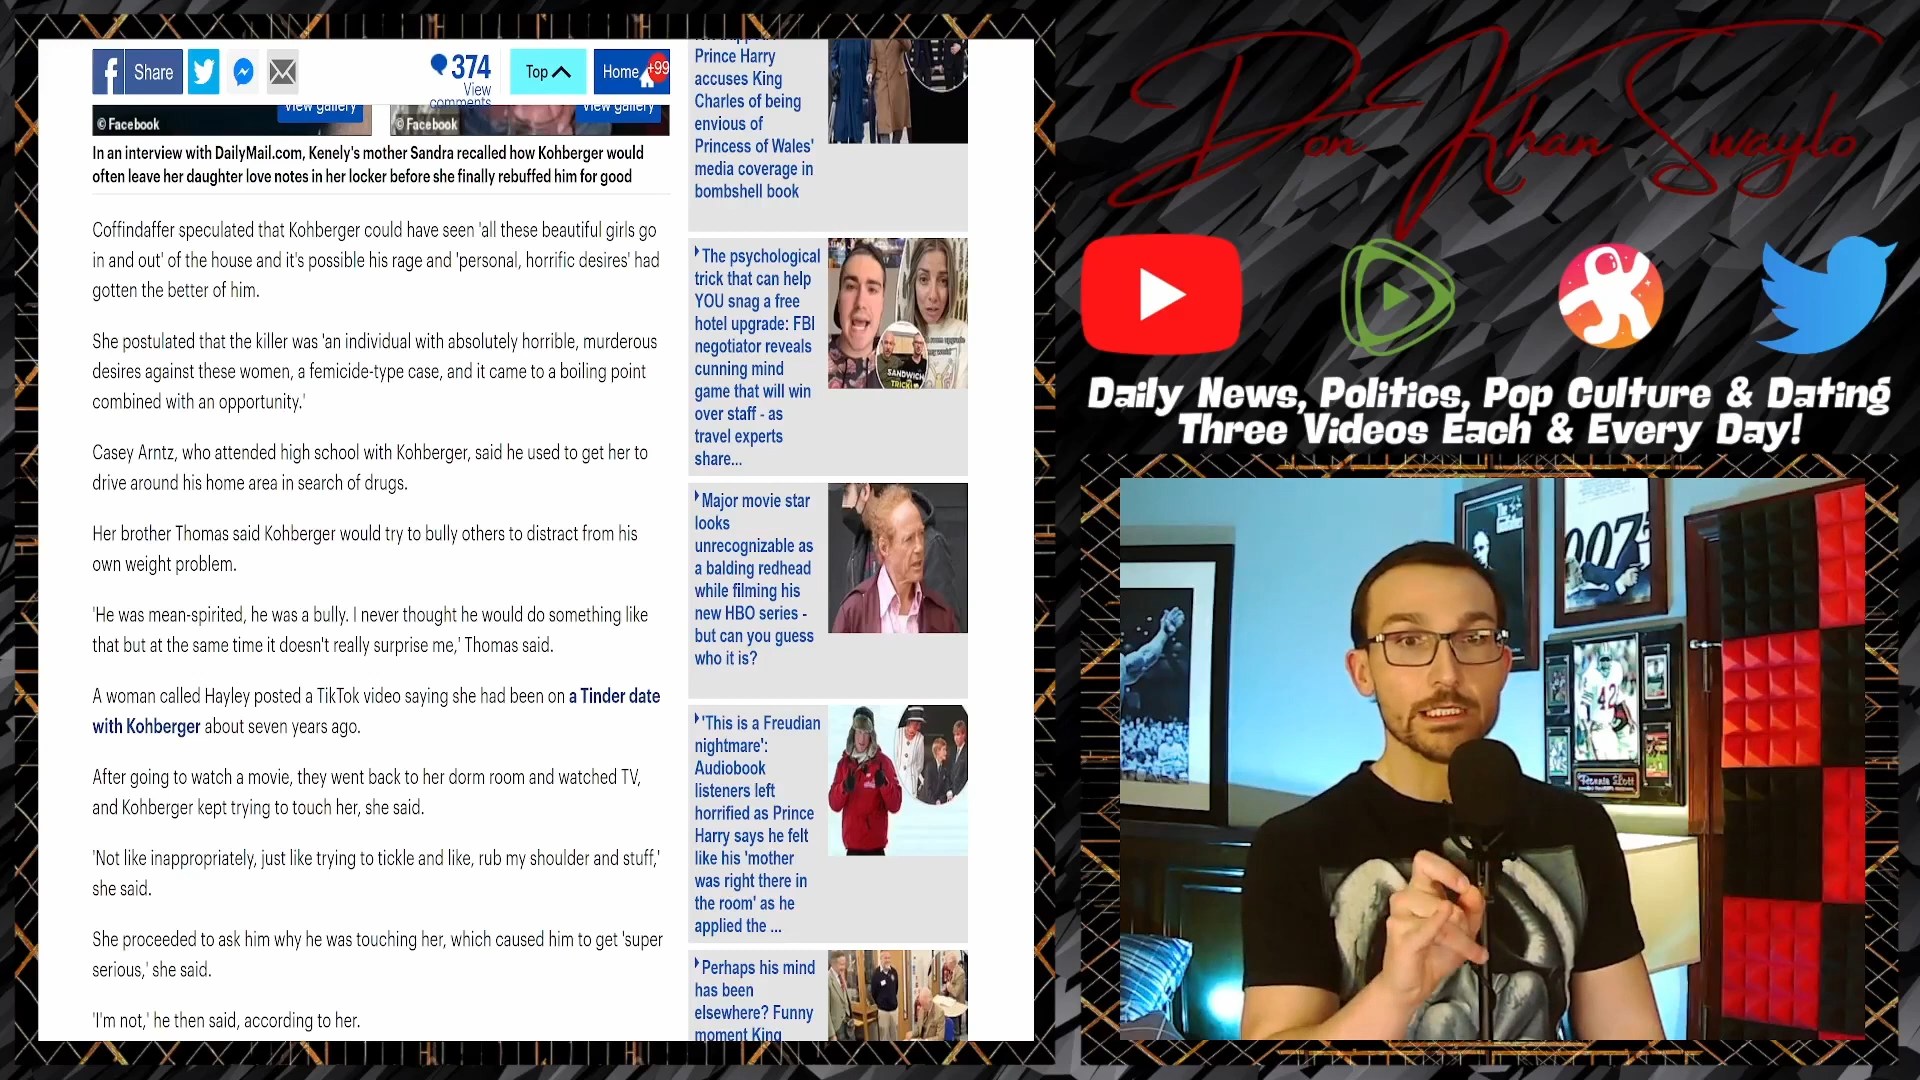 Share
374
View
comments
Top
Home
+99
View gallery
View gallery
© Facebook
© Facebook
In an interview with DailyMail.com, Kenely's mother Sandra recalled how Kohberger would
often leave her daughter love notes in her locker before she finally rebuffed him for good
Coffindaffer speculated that Kohberger could have seen 'all these beautiful girls go
in and out' of the house and it's possible his rage and 'personal, horrific desires' had
gotten the better of him.
She postulated that the killer was 'an individual with absolutely horrible, murderous
desires against these women, a femicide-type case, and it came to a boiling point
combined with an opportunity.'
Casey Arntz, who attended high school with Kohberger, said he used to get her to
drive around his home area in search of drugs.
Her brother Thomas said Kohberger would try to bully others to distract from his
own weight problem.
'He was mean-spirited, he was a bully. I never thought he would do something like
that but at the same time it doesn't really surprise me,' Thomas said.
A woman called Hayley posted a TikTok video saying she had been on a Tinder date
with Kohberger about seven years ago.
After going to watch a movie, they went back to her dorm room and watched TV,
and Kohberger kept trying to touch her, she said.
'Not like inappropriately, just like trying to tickle and like, rub my shoulder and stuff,'
she said.
She proceeded to ask him why he was touching her, which caused him to get 'super
serious,' she said.
'I'm not,' he then said, according to her.
Prince Harry
accuses King
Charles of being
envious of
Princess of Wales'
media coverage in
bombshell book
The psychological
trick that can help
YOU snag a free
hotel upgrade: FBI
negotiator reveals
cunning mind
game that will win
over staff - as
travel experts
share...
SANDWICH
TRICK
Major movie star
looks
unrecognizable as
a balding redhead
while filming his
new HBO series -
but can you guess
who it is?
'This is a Freudian
nightmare':
Audiobook
listeners left
horrified as Prince
Harry says he felt
like his 'mother
was right there in
the room' as he
applied the ...
Perhaps his mind
has been
elsewhere? Funny
moment King
Don Khan Swaylo
Daily News, Politics, Pop Culture & Dating
Three Videos Each & Every Day!
007
42
Ronnie Lott